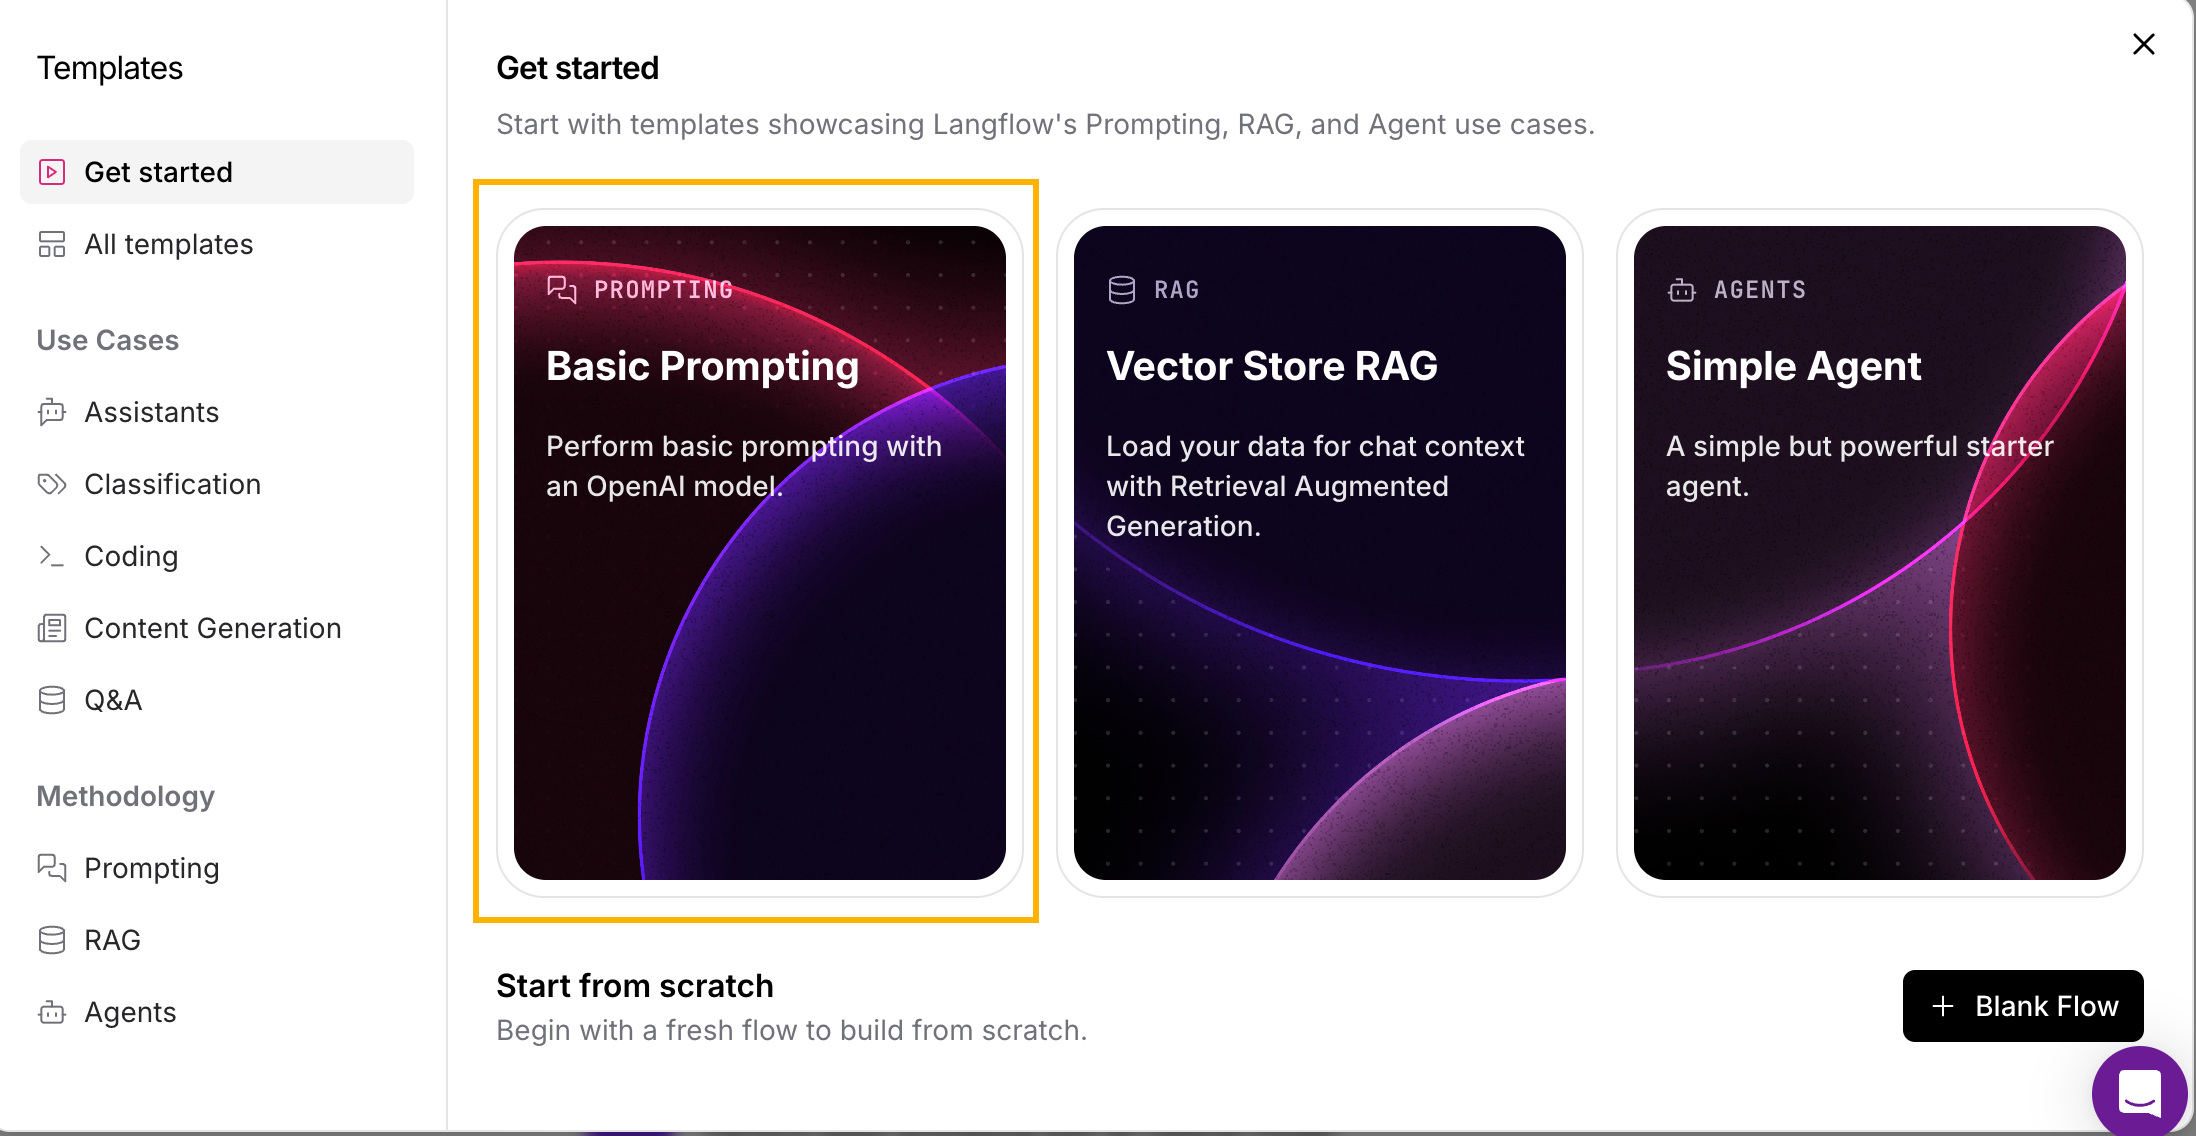 Templates
Get started
All templates
Use Cases
Assistants
Classification
Coding
Content Generation
Q&A
Methodology
Prompting
RAG
Agents
Get started
Start with templates showcasing Langflow's Prompting, RAG, and Agent use cases.
PROMPTING
Basic Prompting
Perform basic prompting with
an OpenAI model.
RAG
Vector Store RAG
Load your data for chat context
with Retrieval Augmented
Generation.
AGENTS
Simple Agent
A simple but powerful starter
agent.
Start from scratch
Begin with a fresh flow to build from scratch.
Blank Flow